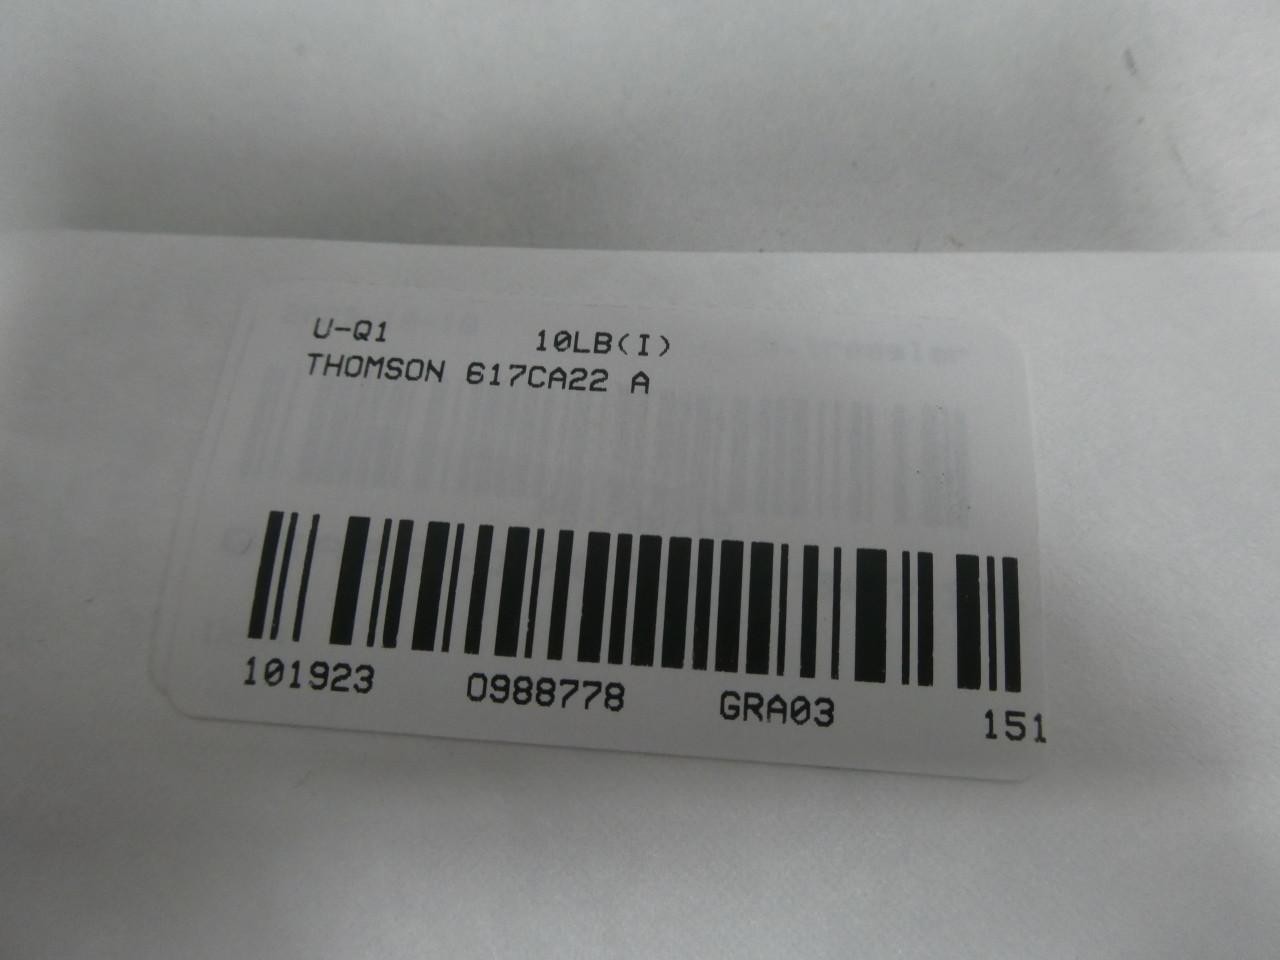 U-Q1 10LB(I)
THOMSON 617CA22 A
101923 0988778 GRA03 151